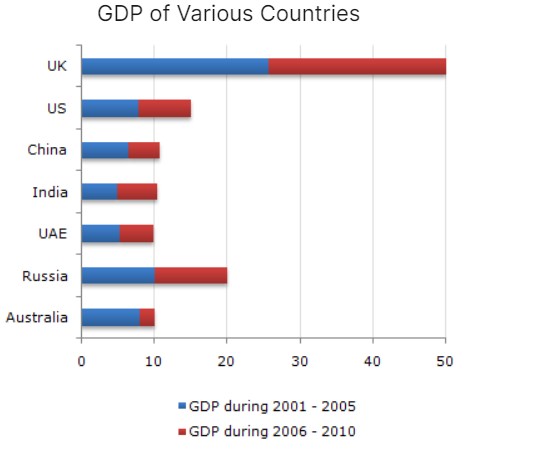 GDP of Various Countries
UK
US
China
India
UAE
Russia
Australia
0 10 20 30 40 50
GDP during 2001 - 2005
GDP during 2006 - 2010